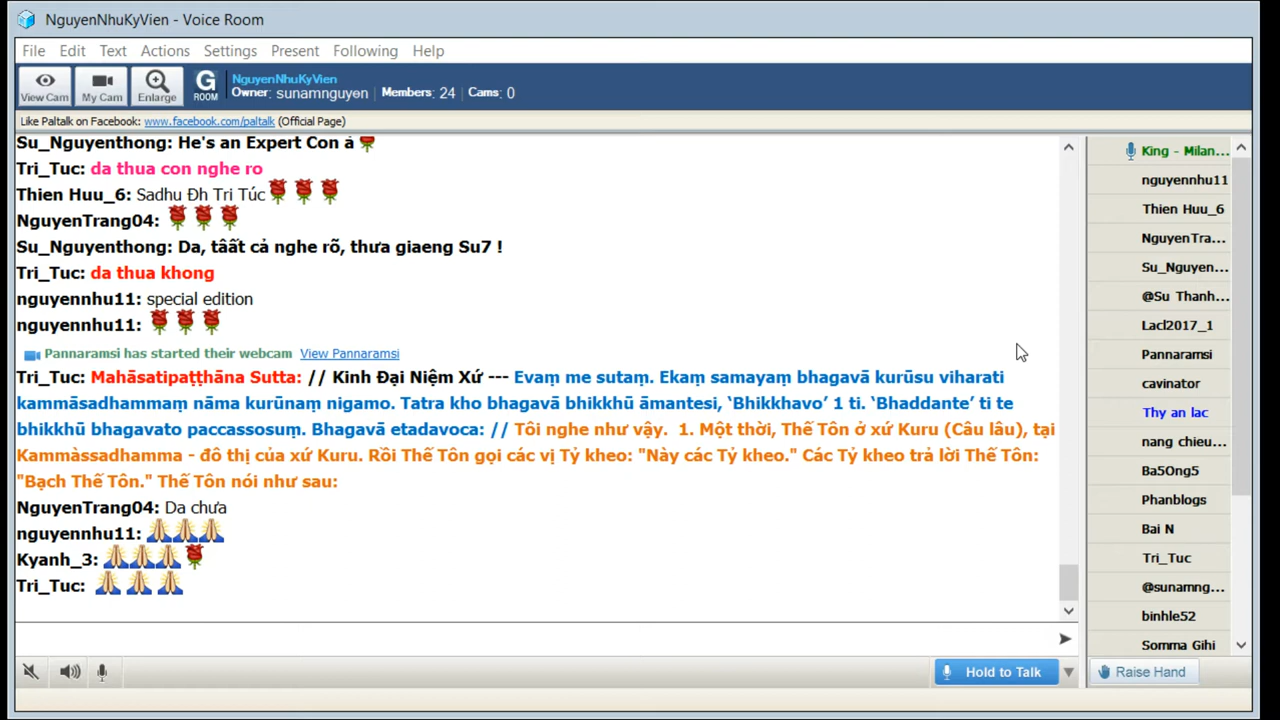 NguyenNhuKyVien - Voice Room
File Edit Text Actions Settings Present Following Help
View Cam My Cam Enlarge G ROOM
NguyenNhuKyVien
Owner: sunamnguyen Members: 24 Cams: 0
Like Paltalk on Facebook: www.facebook.com/paltalk (Official Page)
Su_Nguyenthong: He's an Expert Con ả
Tri_Tuc: da thua con nghe ro
Thien Huu_6: Sadhu Đh Tri Túc
NguyenTrang04:
Su_Nguyenthong: Da, tâất cả nghe rõ, thưa giaeng Su7 !
Tri_Tuc: da thua khong
nguyennhu11: special edition
nguyennhu11:
Pannaramsi has started their webcam View Pannaramsi
Tri_Tuc: Mahāsatipaṭṭhāna Sutta: // Kinh Đại Niệm Xứ --- Evaṃ me sutaṃ. Ekaṃ samayaṃ bhagavā kurūsu viharati
kammāsadhammaṃ nāma kurūnaṃ nigamo. Tatra kho bhagavā bhikkhū āmantesi, ‘Bhikkhavo’ 1 ti. ‘Bhaddante’ ti te
bhikkhū bhagavato paccassosuṃ. Bhagavā etadavoca: // Tôi nghe như vậy. 1. Một thời, Thế Tôn ở xứ Kuru (Câu lâu), tại
Kammàssadhamma - đô thị của xứ Kuru. Rồi Thế Tôn gọi các vị Tỷ kheo: "Này các Tỷ kheo." Các Tỷ kheo trả lời Thế Tôn:
"Bạch Thế Tôn." Thế Tôn nói như sau:
NguyenTrang04: Da chưa
nguyennhu11:
Kyanh_3:
Tri_Tuc:
King - Milan...
nguyennhu11
Thien Huu_6
NguyenTra...
Su_Nguyen...
@Su Thanh...
Lacl2017_1
Pannaramsi
cavinator
Thy an lac
nang chieu...
Ba5Ong5
Phanblogs
Bai N
Tri_Tuc
@sunamng...
binhle52
Somma Gihi
Hold to Talk
Raise Hand